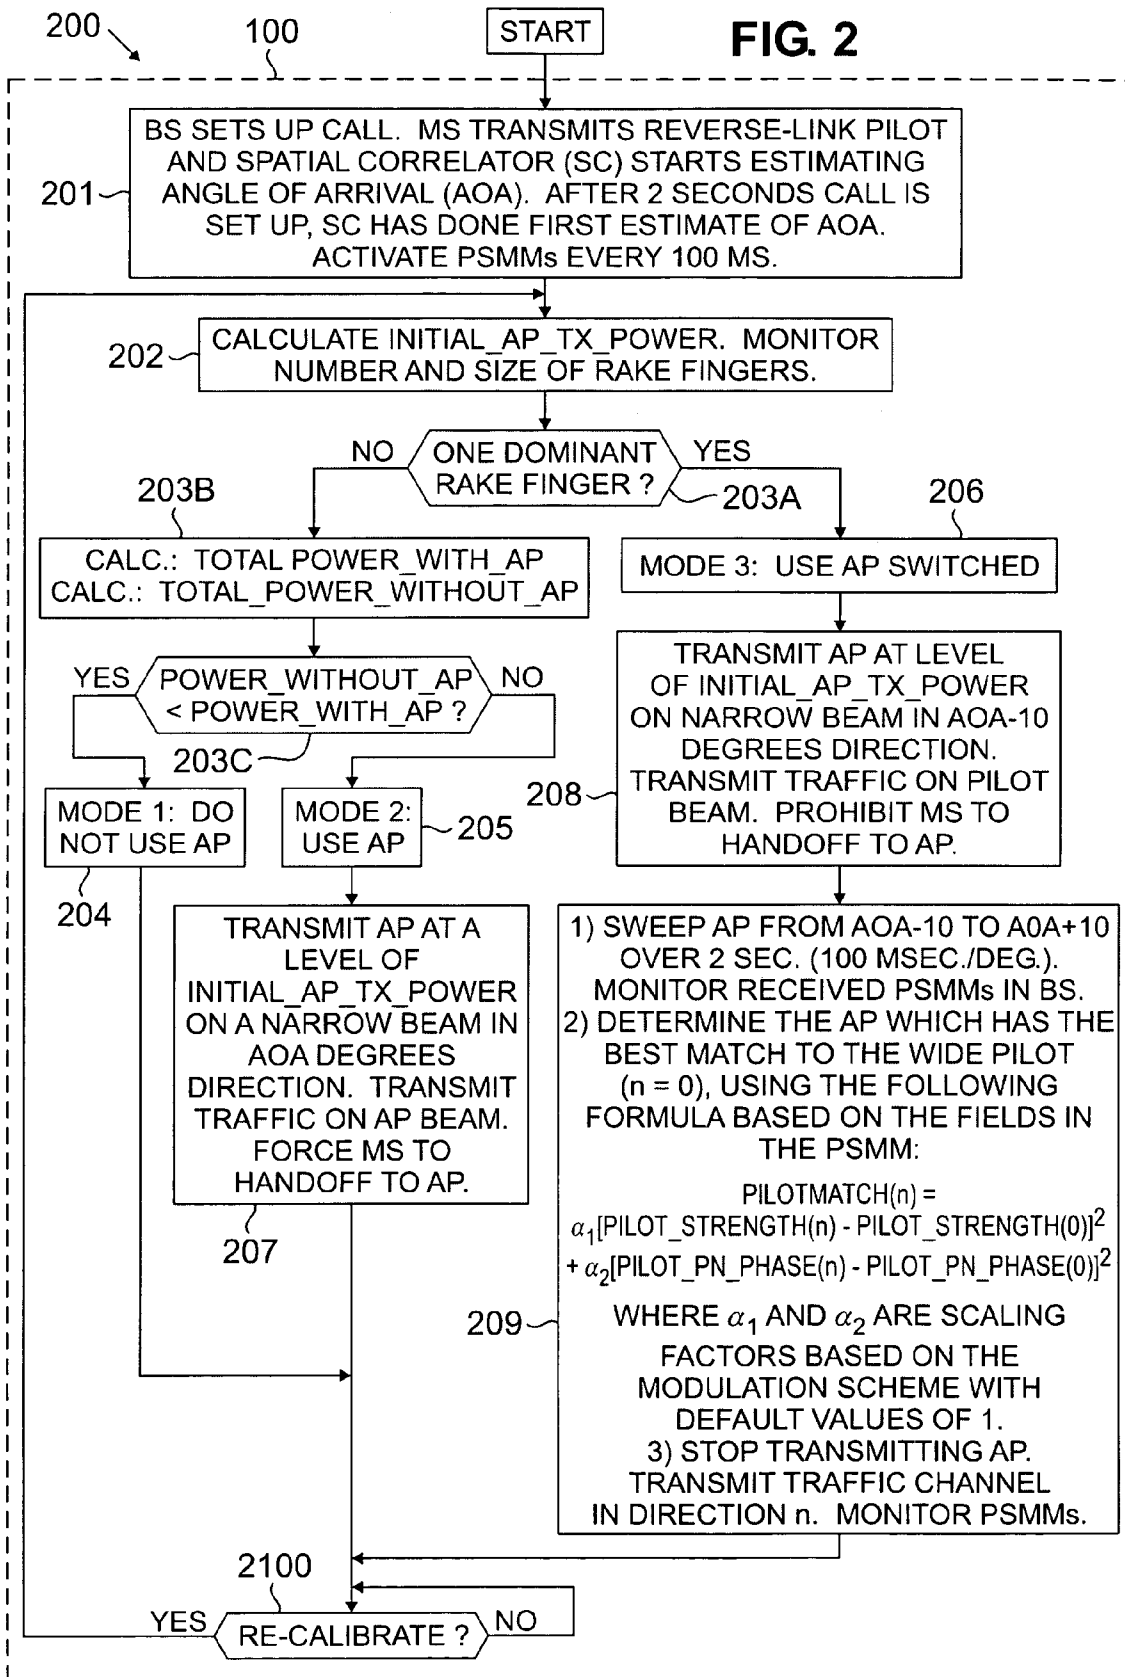 200
100
START
FIG. 2
BS SETS UP CALL. MS TRANSMITS REVERSE-LINK PILOT
AND SPATIAL CORRELATOR (SC) STARTS ESTIMATING
ANGLE OF ARRIVAL (AOA). AFTER 2 SECONDS CALL IS
SET UP, SC HAS DONE FIRST ESTIMATE OF AOA.
ACTIVATE PSMMs EVERY 100 MS.
201
CALCULATE INITIAL_AP_TX_POWER. MONITOR
NUMBER AND SIZE OF RAKE FINGERS.
202
NO
ONE DOMINANT
RAKE FINGER ?
YES
203A
203B
CALC.: TOTAL POWER_WITH_AP
CALC.: TOTAL_POWER_WITHOUT_AP
206
MODE 3: USE AP SWITCHED
YES
POWER_WITHOUT_AP
< POWER_WITH_AP ?
NO
203C
MODE 1: DO
NOT USE AP
204
MODE 2:
USE AP
205
TRANSMIT AP AT LEVEL
OF INITIAL_AP_TX_POWER
ON NARROW BEAM IN AOA-10
DEGREES DIRECTION.
TRANSMIT TRAFFIC ON PILOT
BEAM. PROHIBIT MS TO
HANDOFF TO AP.
208
TRANSMIT AP AT A
LEVEL OF
INITIAL_AP_TX_POWER
ON A NARROW BEAM IN
AOA DEGREES
DIRECTION. TRANSMIT
TRAFFIC ON AP BEAM.
FORCE MS TO
HANDOFF TO AP.
207
1) SWEEP AP FROM AOA-10 TO A0A+10
OVER 2 SEC. (100 MSEC./DEG.).
MONITOR RECEIVED PSMMs IN BS.
2) DETERMINE THE AP WHICH HAS THE
BEST MATCH TO THE WIDE PILOT
(n = 0), USING THE FOLLOWING
FORMULA BASED ON THE FIELDS IN
THE PSMM:
PILOTMATCH(n) =
α₁[PILOT_STRENGTH(n) - PILOT_STRENGTH(0)]²
+ α₂[PILOT_PN_PHASE(n) - PILOT_PN_PHASE(0)]²
WHERE α₁ AND α₂ ARE SCALING
FACTORS BASED ON THE
MODULATION SCHEME WITH
DEFAULT VALUES OF 1.
3) STOP TRANSMITTING AP.
TRANSMIT TRAFFIC CHANNEL
IN DIRECTION n. MONITOR PSMMs.
209
2100
YES
RE-CALIBRATE ?
NO